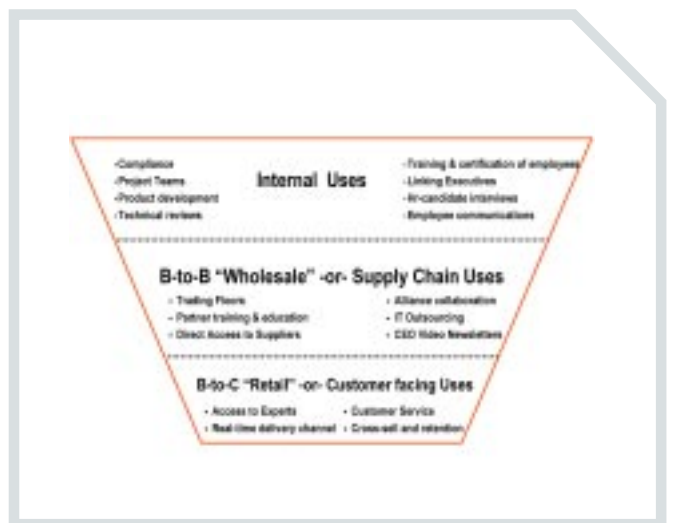 Internal Uses
-Compliance
-Project Teams
-Product development
-Technical reviews
-Training & certification of employees
-Linking Executives
-Hr-candidate interviews
-Employee communications
B-to-B “Wholesale” -or- Supply Chain Uses
- Trading Floors
- Partner training & education
- Direct Access to Suppliers
- Alliance collaboration
- IT Outsourcing
- CEO Video Newsletters
B-to-C “Retail” -or- Customer facing Uses
- Access to Experts
- Real time delivery channel
- Customer Service
- Cross-sell and retention